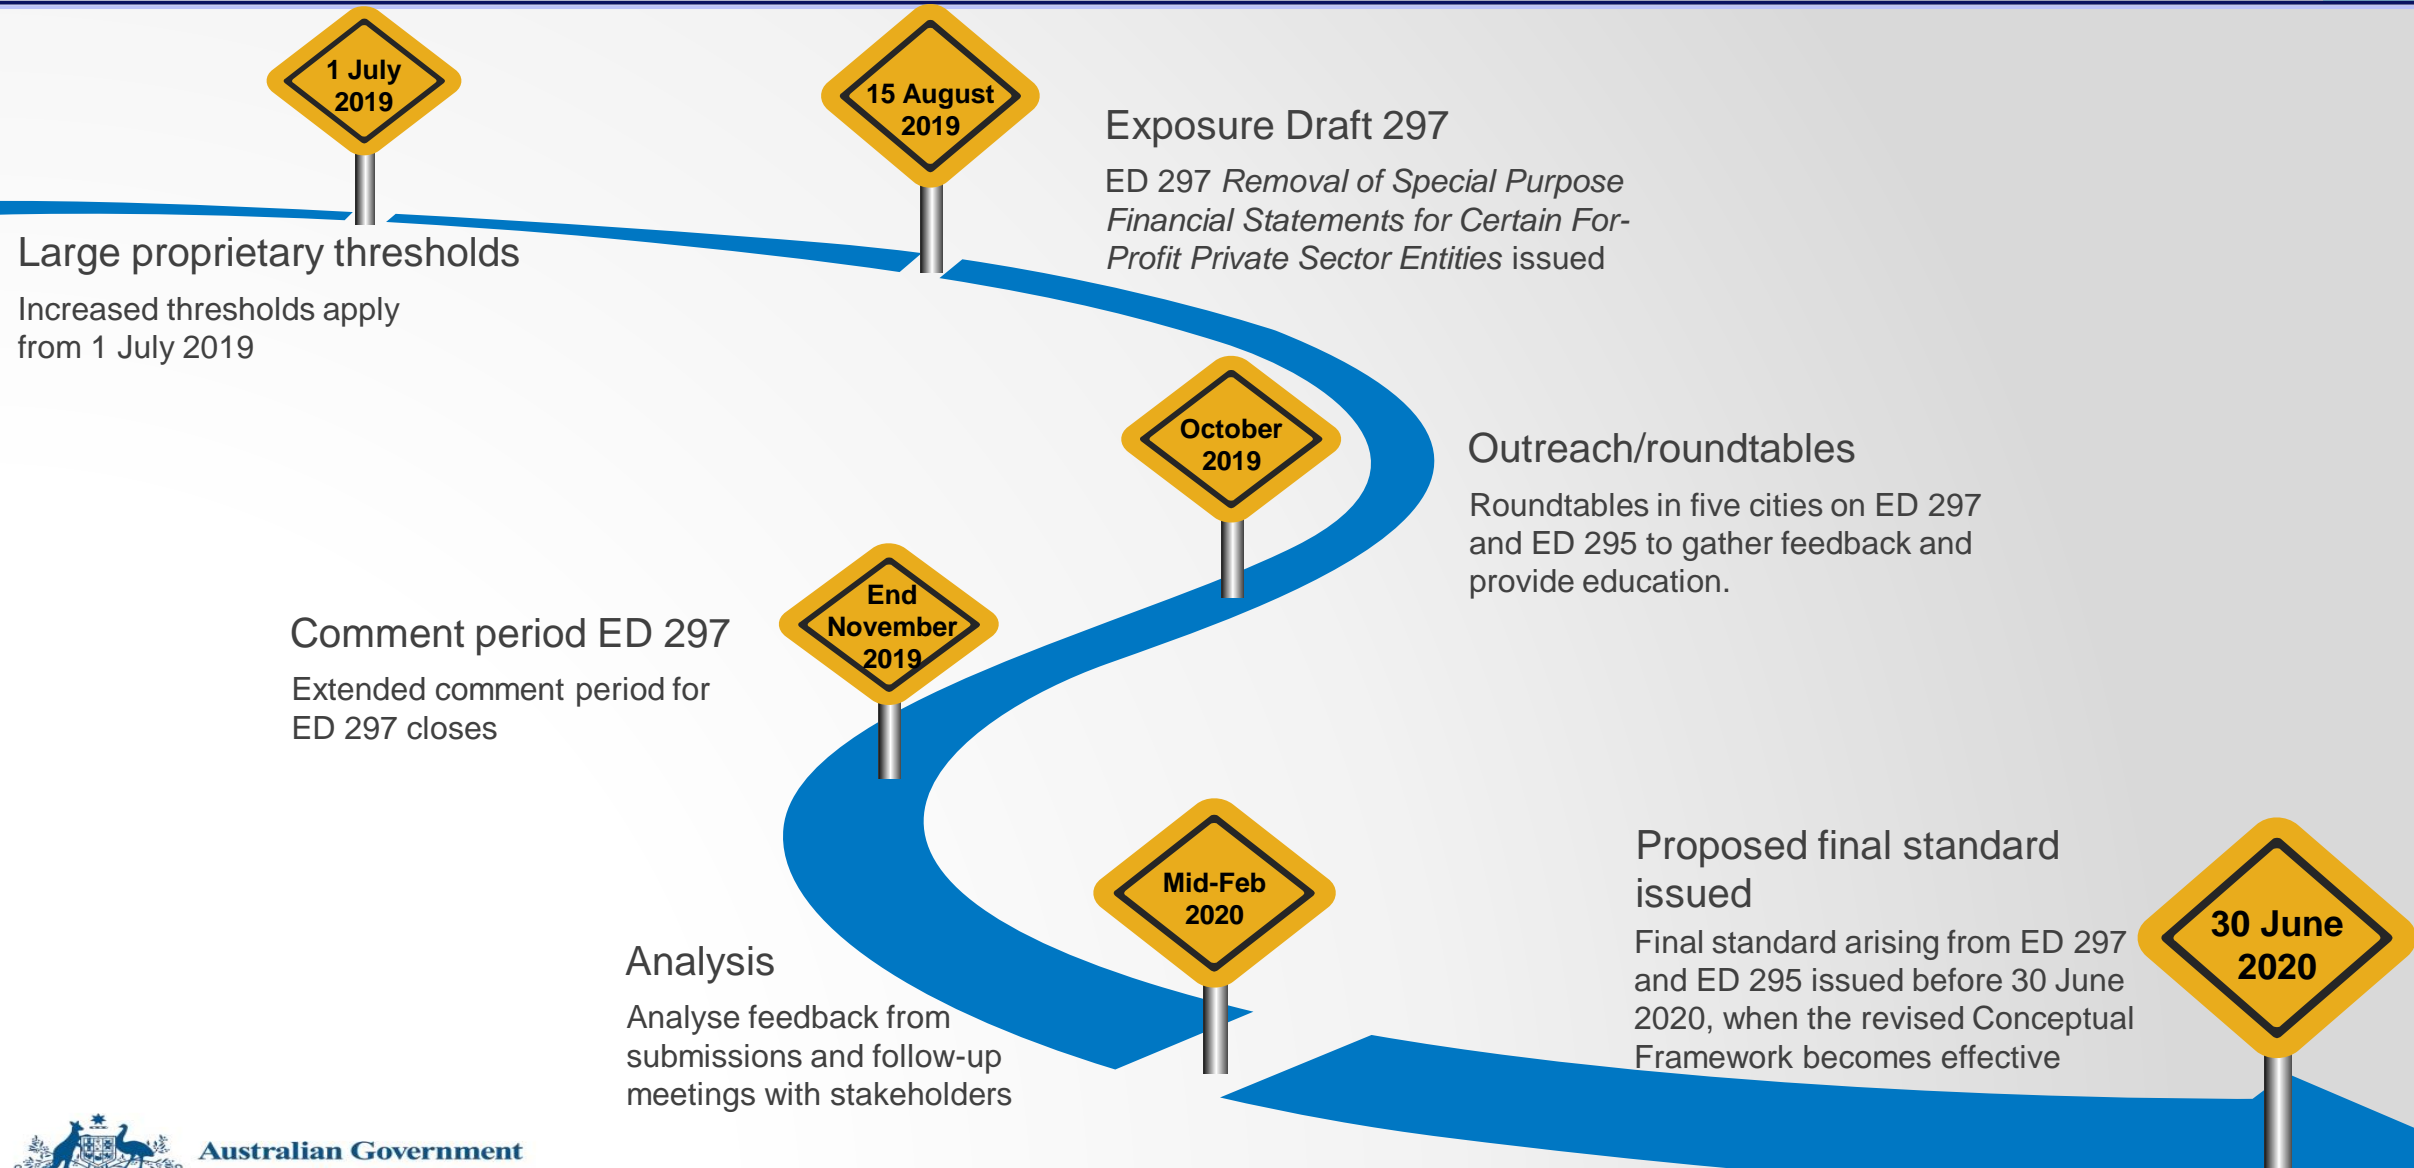 1 July
2019
Large proprietary thresholds
Increased thresholds apply
from 1 July 2019
15 August
2019
Exposure Draft 297
ED 297 Removal of Special Purpose
Financial Statements for Certain For-
Profit Private Sector Entities issued
October
2019
Outreach/roundtables
Roundtables in five cities on ED 297
and ED 295 to gather feedback and
provide education.
End
November
2019
Comment period ED 297
Extended comment period for
ED 297 closes
Mid-Feb
2020
Analysis
Analyse feedback from
submissions and follow-up
meetings with stakeholders
Proposed final standard
issued
Final standard arising from ED 297
and ED 295 issued before 30 June
2020, when the revised Conceptual
Framework becomes effective
30 June
2020
Australian Government